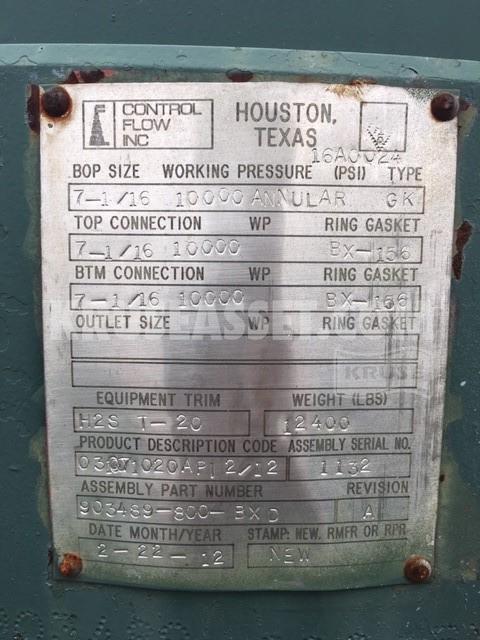 CONTROL FLOW INC
HOUSTON, TEXAS
16A0024
BOP SIZE WORKING PRESSURE (PSI) TYPE
7-1/16 10000 ANNULAR GK
TOP CONNECTION WP RING GASKET
7-1/16 10000 BX-156
BTM CONNECTION WP RING GASKET
7-1/16 10000 BX-156
OUTLET SIZE WP RING GASKET
KRUSE
EQUIPMENT TRIM WEIGHT (LBS)
H2S T-20 12400
PRODUCT DESCRIPTION CODE ASSEMBLY SERIAL NO.
2/12 1132
ASSEMBLY PART NUMBER REVISION
903489-800-BXD A
DATE MONTH/YEAR STAMP: NEW, RMFR OR RPR
2-22-12 NEW